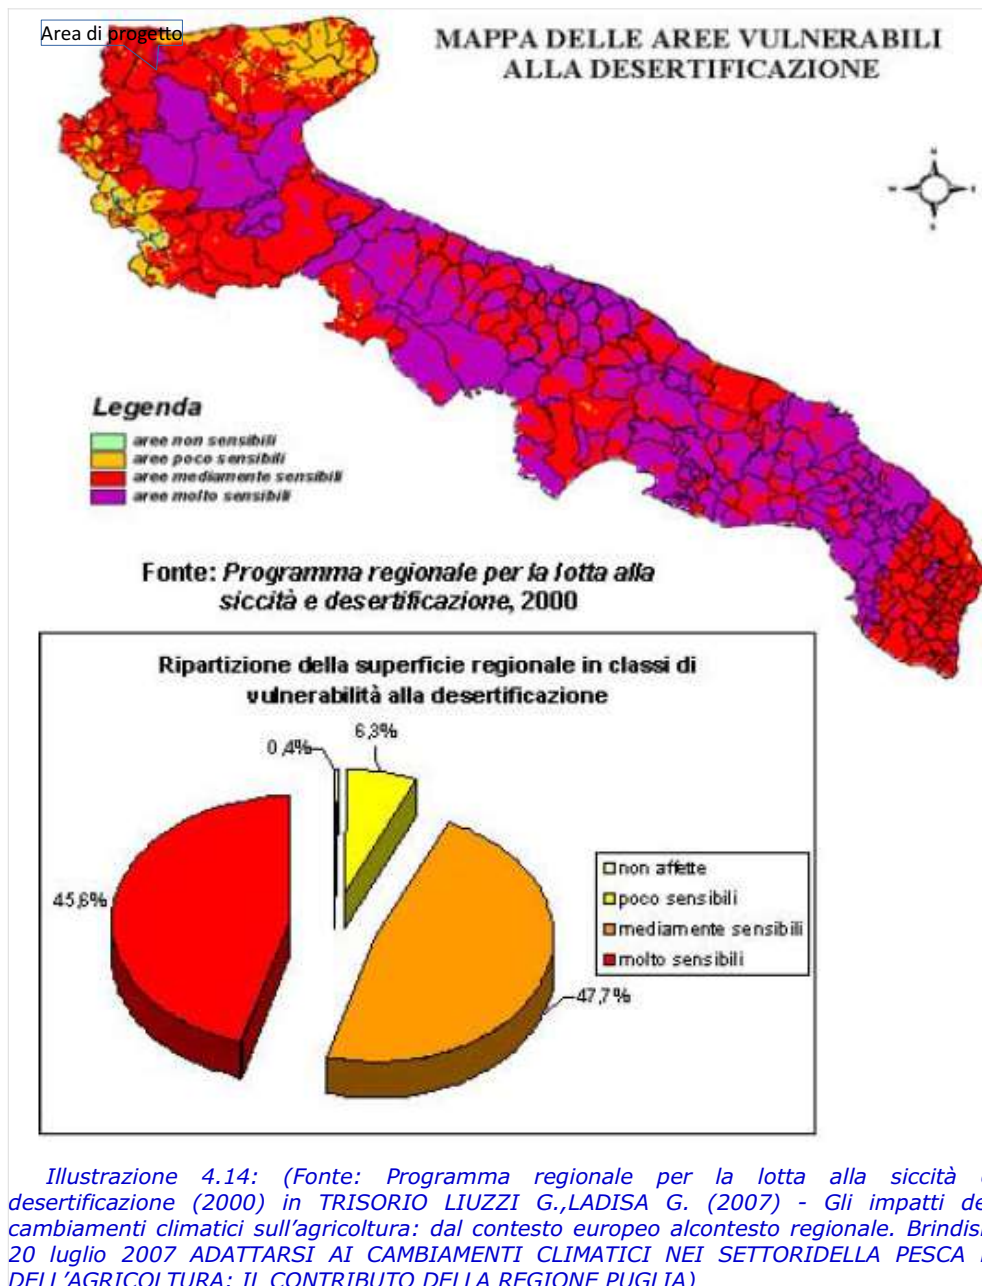 Area di progetto
MAPPA DELLE AREE VULNERABILI
ALLA DESERTIFICAZIONE
N
W E
S
Legenda
aree non sensibili
aree poco sensibili
aree mediamente sensibili
aree molto sensibili
Fonte: Programma regionale per la lotta alla
siccità e desertificazione, 2000
Ripartizione della superficie regionale in classi di
vulnerabilità alla desertificazione
0,4%
6,3%
45,6%
47,7%
non affette
poco sensibili
mediamente sensibili
molto sensibili
Illustrazione 4.14: (Fonte: Programma regionale per la lotta alla siccità
desertificazione (2000) in TRISORIO LIUZZI G.,LADISA G. (2007) - Gli impatti de
cambiamenti climatici sull'agricoltura: dal contesto europeo alcontesto regionale. Brindis
20 luglio 2007 ADATTARSI AI CAMBIAMENTI CLIMATICI NEI SETTORIDELLA PESCA
DELL'AGRICOLTURA: IL CONTRIBUTO DELLA REGIONE PUGLIA)